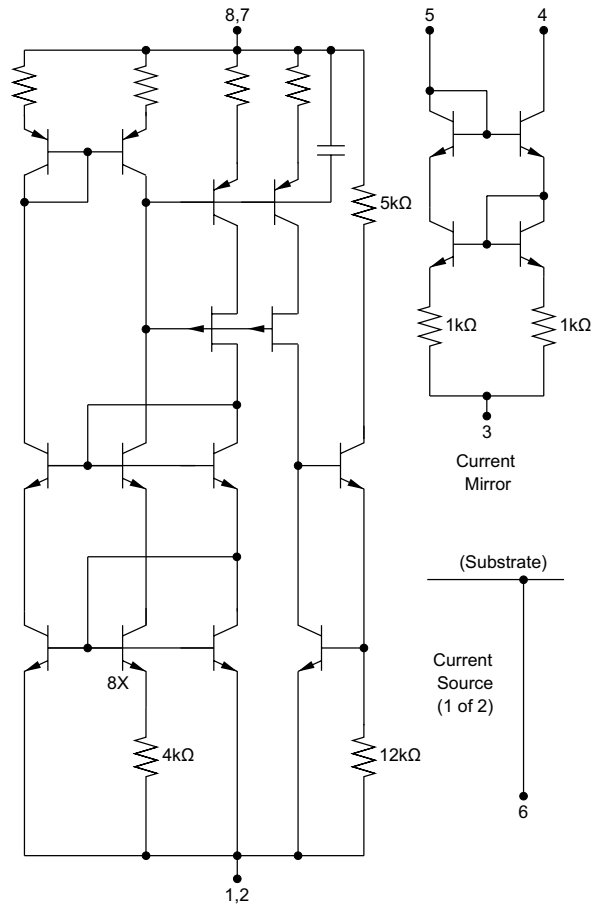 8,7
5
4
5kΩ
1kΩ
1kΩ
3
Current
Mirror
(Substrate)
Current
Source
(1 of 2)
8X
4kΩ
12kΩ
6
1,2